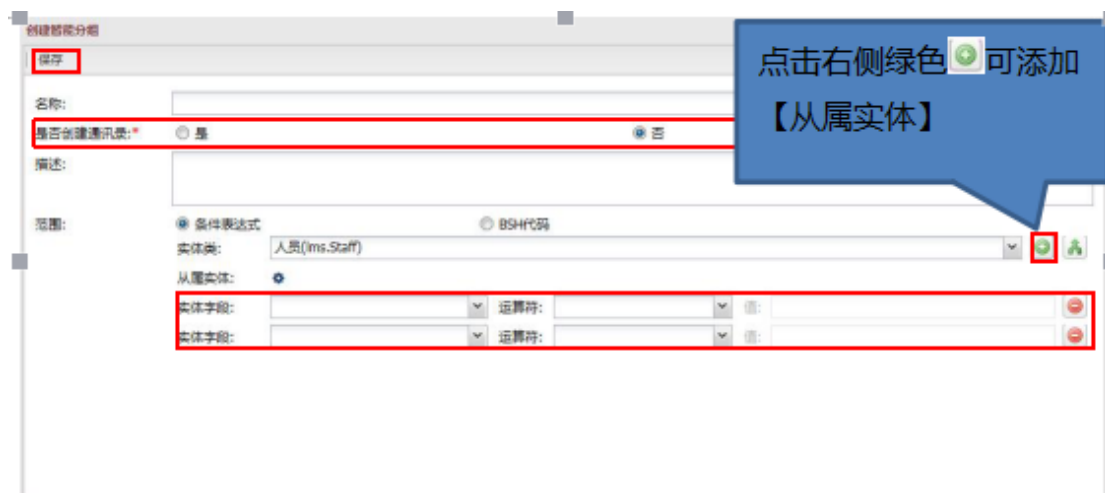 创建智能分组
保存
点击右侧绿色可添加
【从属实体】
名称:
是否创建通讯录:* 是 否
描述:
范围: 条件表达式 BSH代码
实体类: 人员(ims.Staff)
从属实体:
实体字段: 运算符: 值:
实体字段: 运算符: 值: